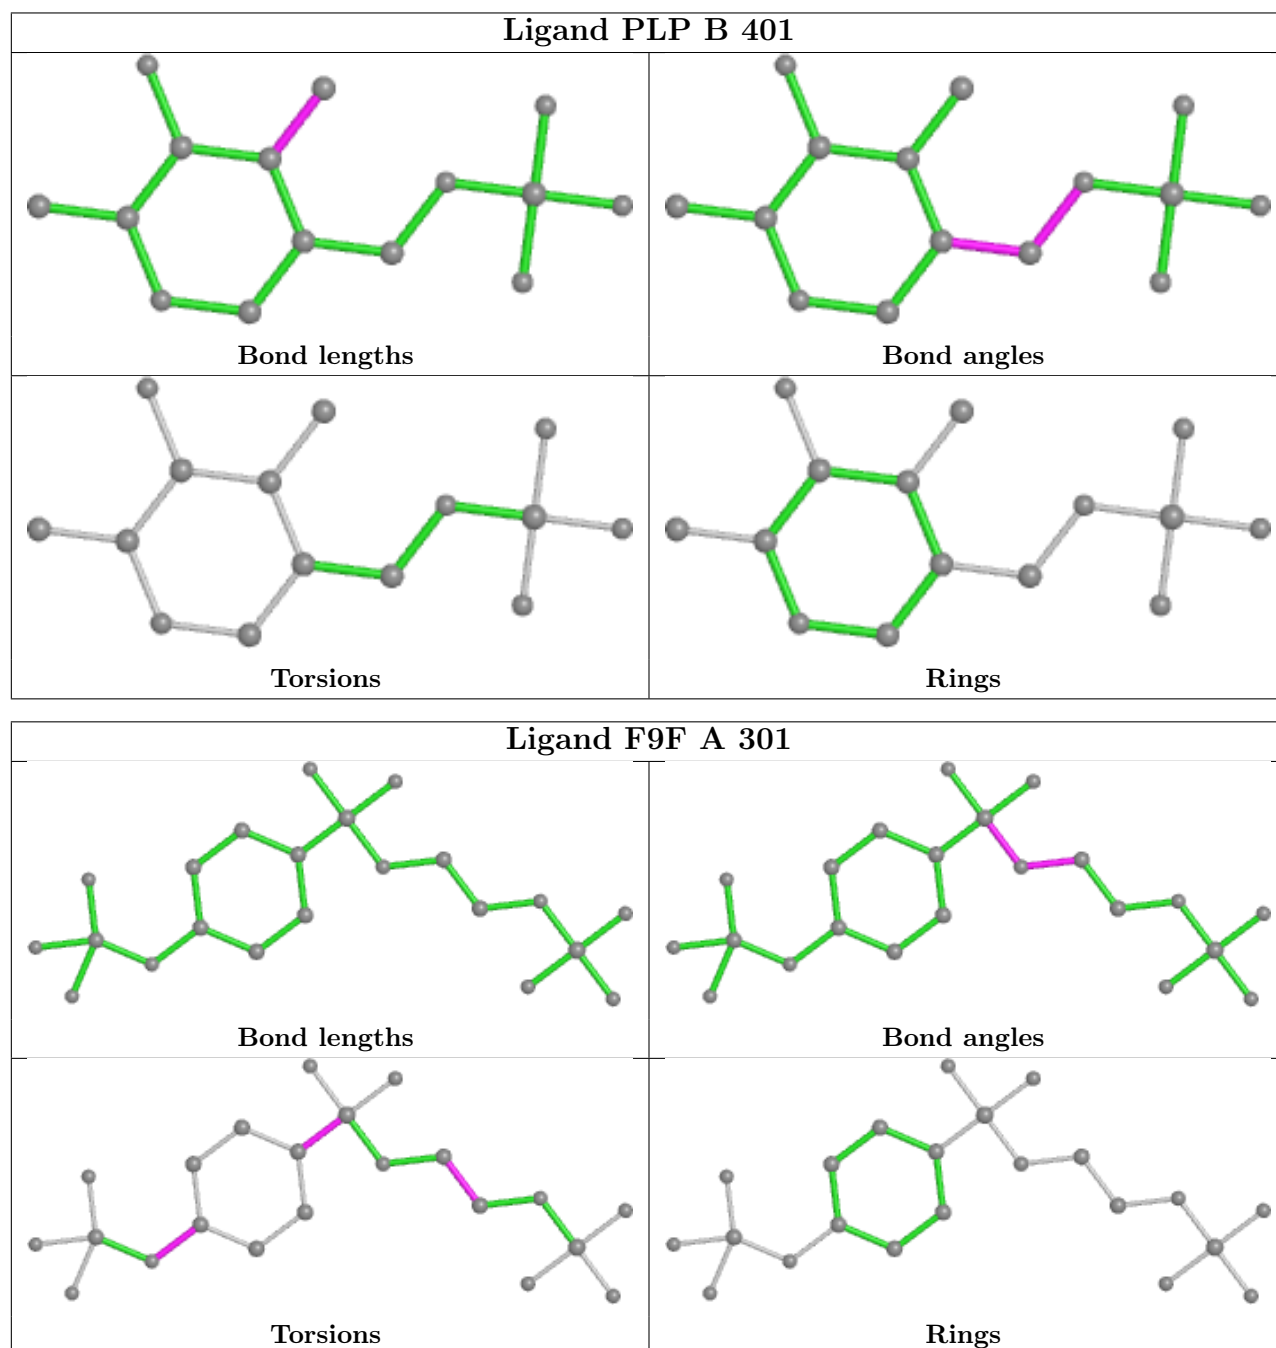 Ligand PLP B 401
Bond lengths
Bond angles
Torsions
Rings
Ligand F9F A 301
Bond lengths
Bond angles
Torsions
Rings